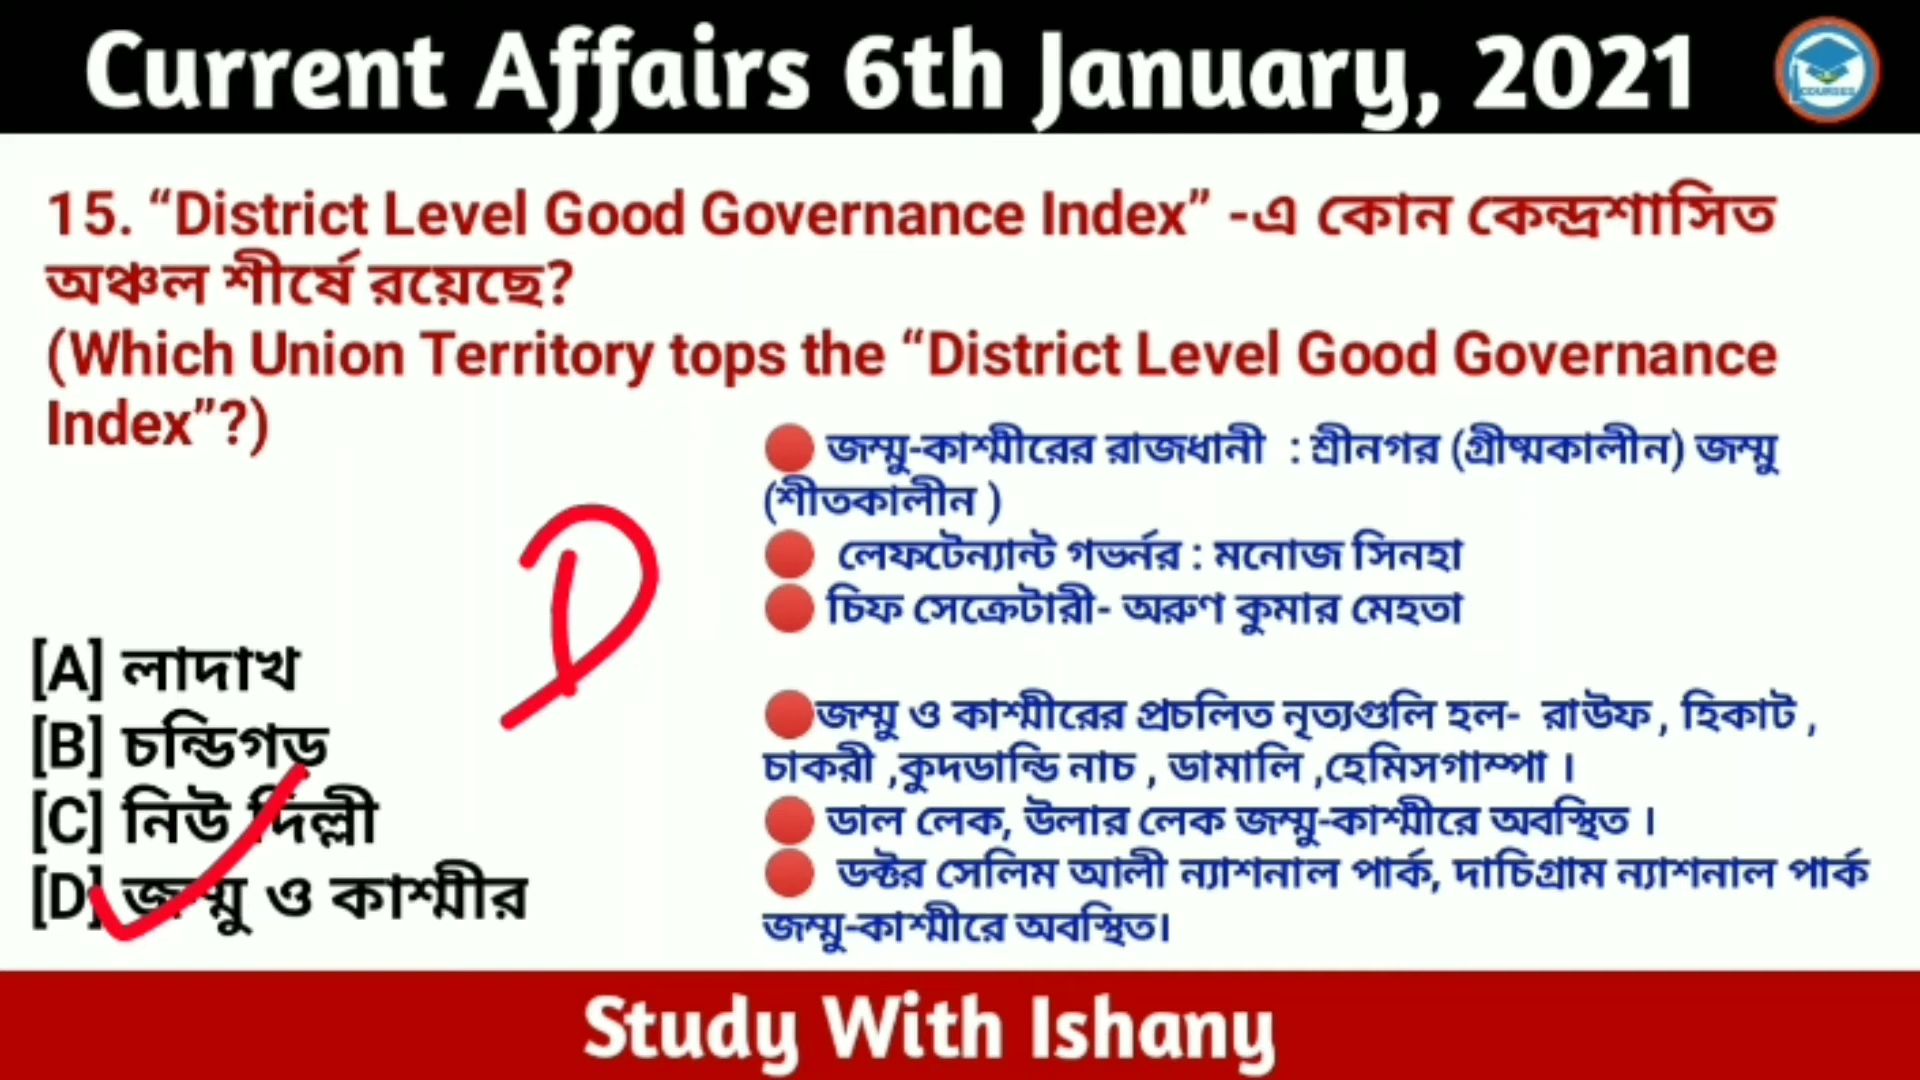 Current Affairs 6th January, 2021
COURSES
15. “District Level Good Governance Index” -এ কোন কেন্দ্রশাসিত
অঞ্চল শীর্ষে রয়েছে?
(Which Union Territory tops the “District Level Good Governance
Index”?)
D
[A] লাদাখ
[B] চন্ডিগড়
[C] নিউ দিল্লী
[D] জম্মু ও কাশ্মীর
জম্মু-কাশ্মীরের রাজধানী : শ্রীনগর (গ্রীষ্মকালীন) জম্মু
(শীতকালীন )
লেফটেন্যান্ট গভর্নর : মনোজ সিনহা
চিফ সেক্রেটারী- অরুণ কুমার মেহতা
জম্মু ও কাশ্মীরের প্রচলিত নৃত্যগুলি হল- রাউফ , হিকাট ,
চাকরী ,কুদডান্ডি নাচ , ডামালি ,হেমিসগাম্পা ।
ডাল লেক, উলার লেক জম্মু-কাশ্মীরে অবস্থিত ।
ডক্টর সেলিম আলী ন্যাশনাল পার্ক, দাচিগ্রাম ন্যাশনাল পার্ক
জম্মু-কাশ্মীরে অবস্থিত।
Study With Ishany